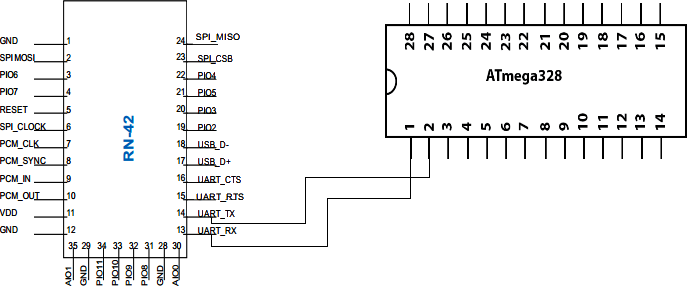 GND 1
SPIMOSI 2
PIO6 3
PIO7 4
RESET 5
SPI_CLOCK 6
PCM_CLK 7
PCM_SYNC 8
PCM_IN 9
PCM_OUT 10
VDD 11
GND 12
RN-42
24 SPI_MISO
23 SPI_CSB
22 PIO4
21 PIO5
20 PIO3
19 PIO2
18 USB_D-
17 USB_D+
16 UART_CTS
15 UART_RTS
14 UART_TX
13 UART_RX
35 29 34 33 32 31 28 30
AIO1 GND PIO11 PIO10 PIO9 PIO8 GND AIO0
28 27 26 25 24 23 22 21 20 19 18 17 16 15
ATmega328
1 2 3 4 5 6 7 8 9 10 11 12 13 14